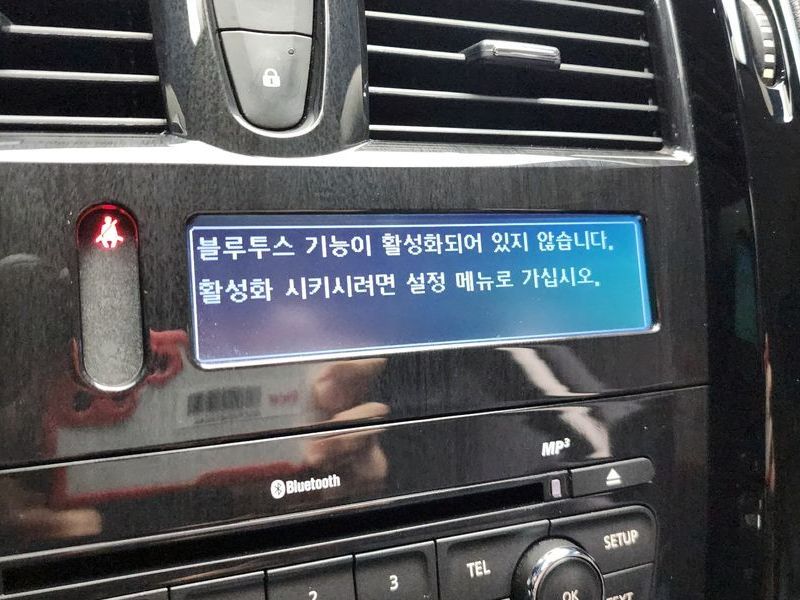 블루투스 기능이 활성화되어 있지 않습니다.
활성화 시키시려면 설정 메뉴로 가십시오.
MP3
Bluetooth
SETUP
TEL
3
2
OK
TEXT